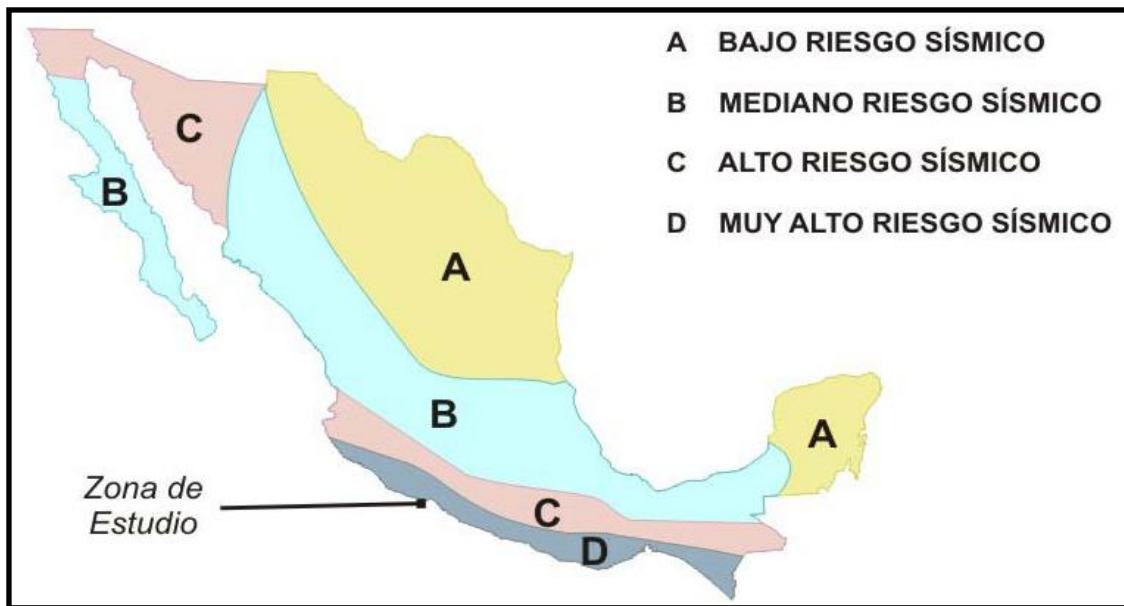 A BAJO RIESGO SÍSMICO
B MEDIANO RIESGO SÍSMICO
C ALTO RIESGO SÍSMICO
D MUY ALTO RIESGO SÍSMICO
C
B
A
B
A
Zona de
Estudio
C
D